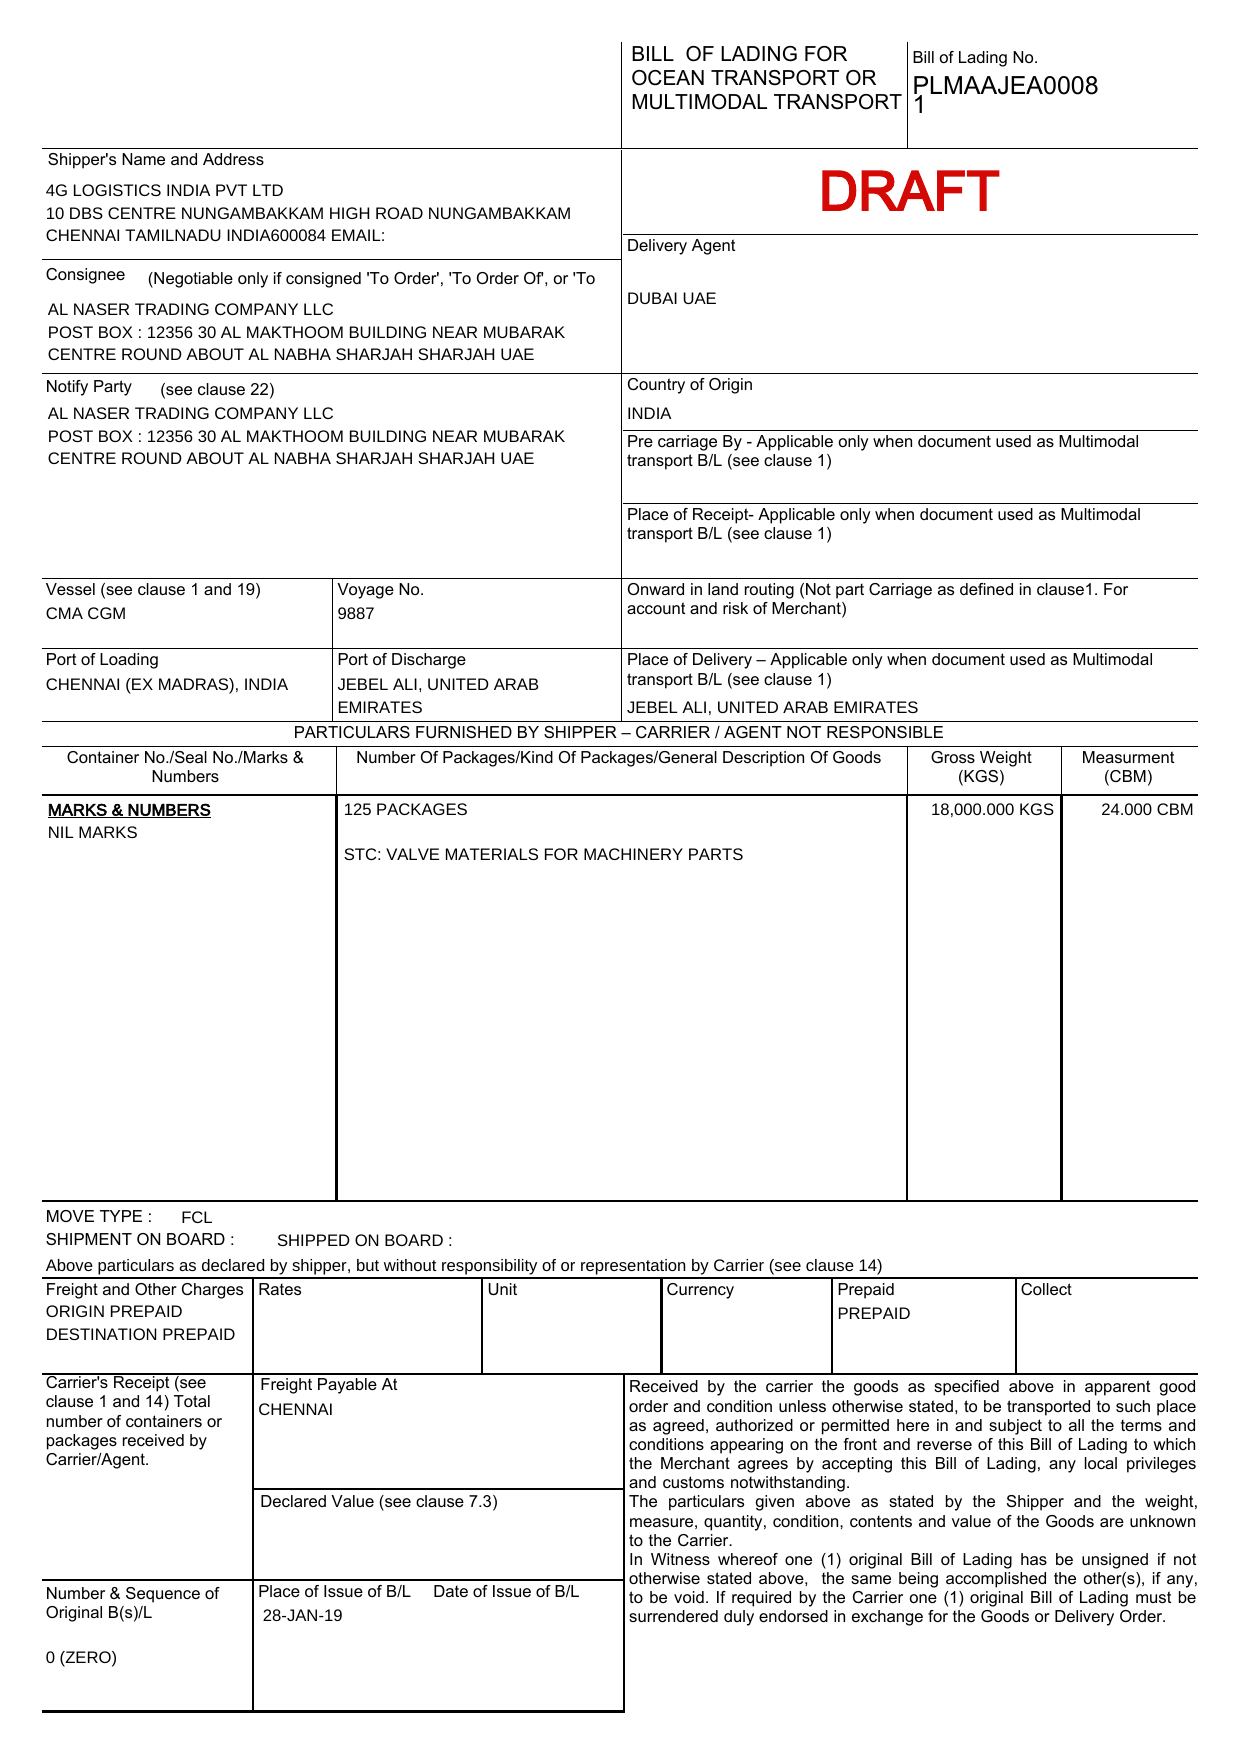 BILL OF LADING FOR
OCEAN TRANSPORT OR
MULTIMODAL TRANSPORT
Bill of Lading No.
PLMAAJEA0008
1
Shipper's Name and Address
4G LOGISTICS INDIA PVT LTD
10 DBS CENTRE NUNGAMBAKKAM HIGH ROAD NUNGAMBAKKAM
CHENNAI TAMILNADU INDIA600084 EMAIL:
DRAFT
Delivery Agent
DUBAI UAE
Consignee (Negotiable only if consigned 'To Order', 'To Order Of', or 'To
AL NASER TRADING COMPANY LLC
POST BOX : 12356 30 AL MAKTHOOM BUILDING NEAR MUBARAK
CENTRE ROUND ABOUT AL NABHA SHARJAH SHARJAH UAE
Notify Party (see clause 22)
AL NASER TRADING COMPANY LLC
POST BOX : 12356 30 AL MAKTHOOM BUILDING NEAR MUBARAK
CENTRE ROUND ABOUT AL NABHA SHARJAH SHARJAH UAE
Country of Origin
INDIA
Pre carriage By - Applicable only when document used as Multimodal
transport B/L (see clause 1)
Place of Receipt- Applicable only when document used as Multimodal
transport B/L (see clause 1)
Vessel (see clause 1 and 19)
CMA CGM
Voyage No.
9887
Onward in land routing (Not part Carriage as defined in clause1. For
account and risk of Merchant)
Port of Loading
CHENNAI (EX MADRAS), INDIA
Port of Discharge
JEBEL ALI, UNITED ARAB
EMIRATES
Place of Delivery – Applicable only when document used as Multimodal
transport B/L (see clause 1)
JEBEL ALI, UNITED ARAB EMIRATES
PARTICULARS FURNISHED BY SHIPPER – CARRIER / AGENT NOT RESPONSIBLE
Container No./Seal No./Marks &
Numbers
Number Of Packages/Kind Of Packages/General Description Of Goods
Gross Weight
(KGS)
Measurment
(CBM)
MARKS & NUMBERS
NIL MARKS
125 PACKAGES
STC: VALVE MATERIALS FOR MACHINERY PARTS
18,000.000 KGS
24.000 CBM
MOVE TYPE : FCL
SHIPMENT ON BOARD : SHIPPED ON BOARD :
Above particulars as declared by shipper, but without responsibility of or representation by Carrier (see clause 14)
Freight and Other Charges
ORIGIN PREPAID
DESTINATION PREPAID
Rates
Unit
Currency
Prepaid
PREPAID
Collect
Carrier's Receipt (see
clause 1 and 14) Total
number of containers or
packages received by
Carrier/Agent.
Freight Payable At
CHENNAI
Declared Value (see clause 7.3)
Received by the carrier the goods as specified above in apparent good
order and condition unless otherwise stated, to be transported to such place
as agreed, authorized or permitted here in and subject to all the terms and
conditions appearing on the front and reverse of this Bill of Lading to which
the Merchant agrees by accepting this Bill of Lading, any local privileges
and customs notwithstanding.
The particulars given above as stated by the Shipper and the weight,
measure, quantity, condition, contents and value of the Goods are unknown
to the Carrier.
In Witness whereof one (1) original Bill of Lading has be unsigned if not
otherwise stated above, the same being accomplished the other(s), if any,
to be void. If required by the Carrier one (1) original Bill of Lading must be
surrendered duly endorsed in exchange for the Goods or Delivery Order.
Number & Sequence of
Original B(s)/L
0 (ZERO)
Place of Issue of B/L Date of Issue of B/L
28-JAN-19